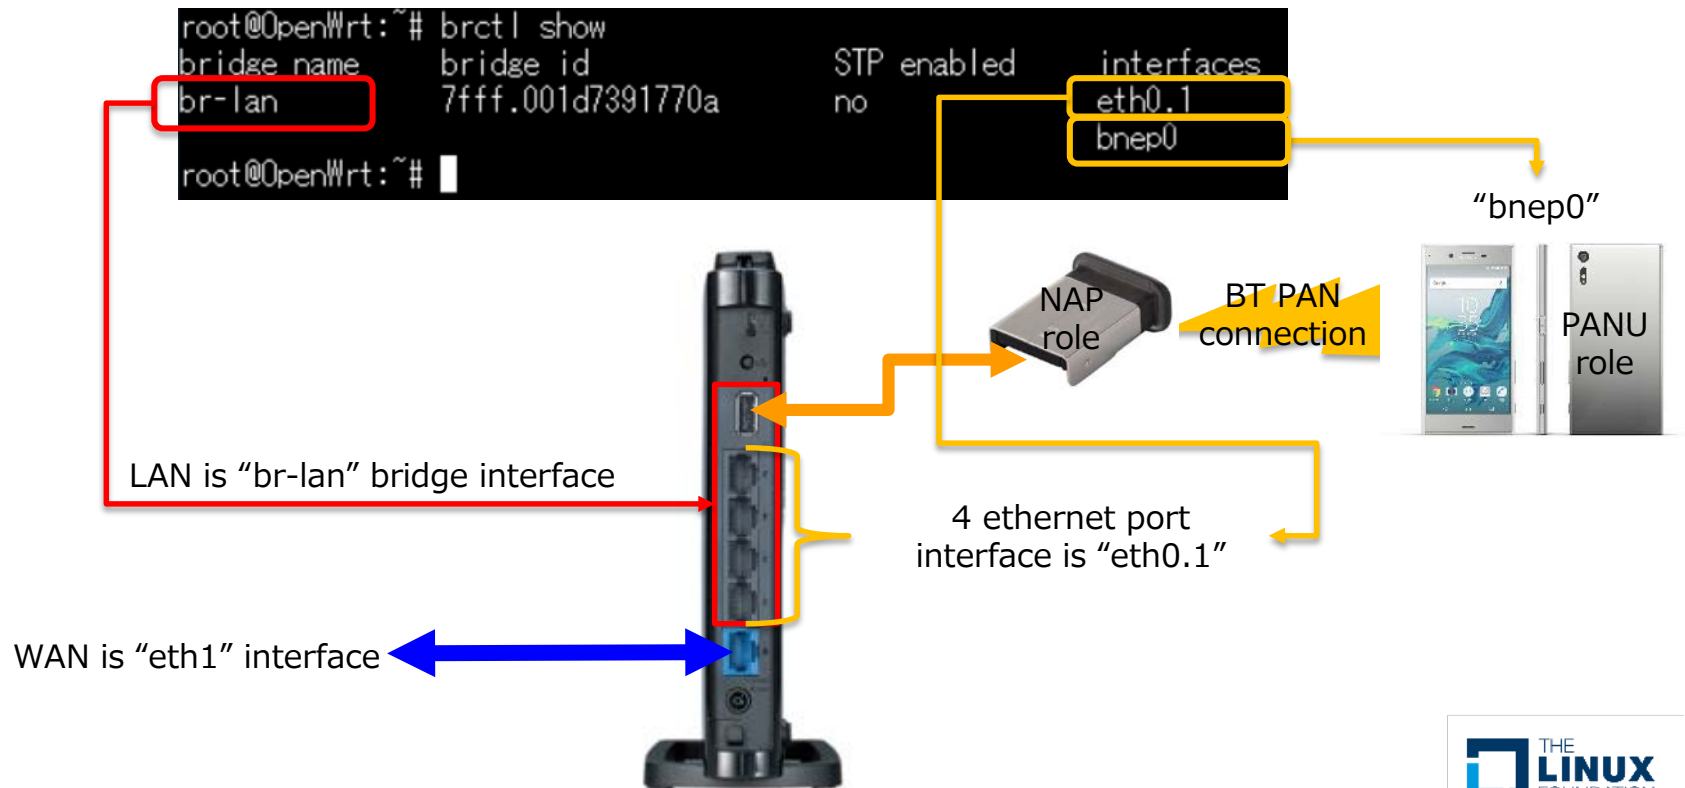 root@OpenWrt:~# brctl show
bridge name bridge id STP enabled interfaces
br-lan 7fff.001d7391770a no eth0.1
bnep0
root@OpenWrt:~#
“bnep0”
NAP
role
BT PAN
connection
PANU
role
LAN is “br-lan” bridge interface
4 ethernet port
interface is “eth0.1”
WAN is “eth1” interface
THE
LINUX
FOUNDATION